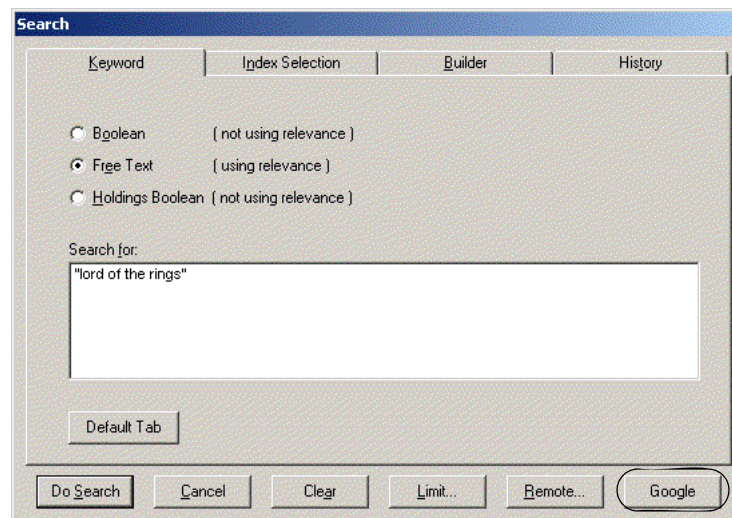 Search
Keyword Index Selection Builder History
Boolean ( not using relevance )
Free Text ( using relevance )
Holdings Boolean ( not using relevance )
Search for:
"lord of the rings"
Default Tab
Do Search Cancel Clear Limit... Remote... Google